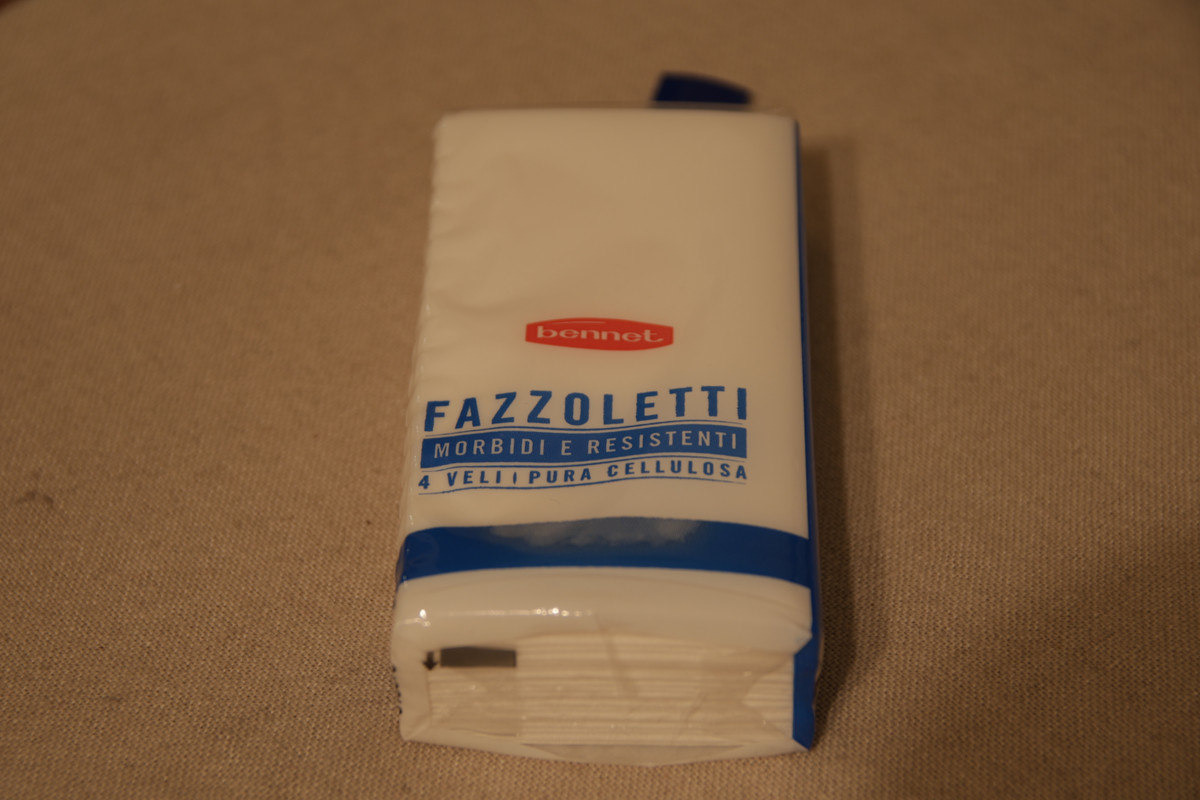 bennet
FAZZOLETTI
MORBIDI E RESISTENTI
4 VELI | PURA CELLULOSA